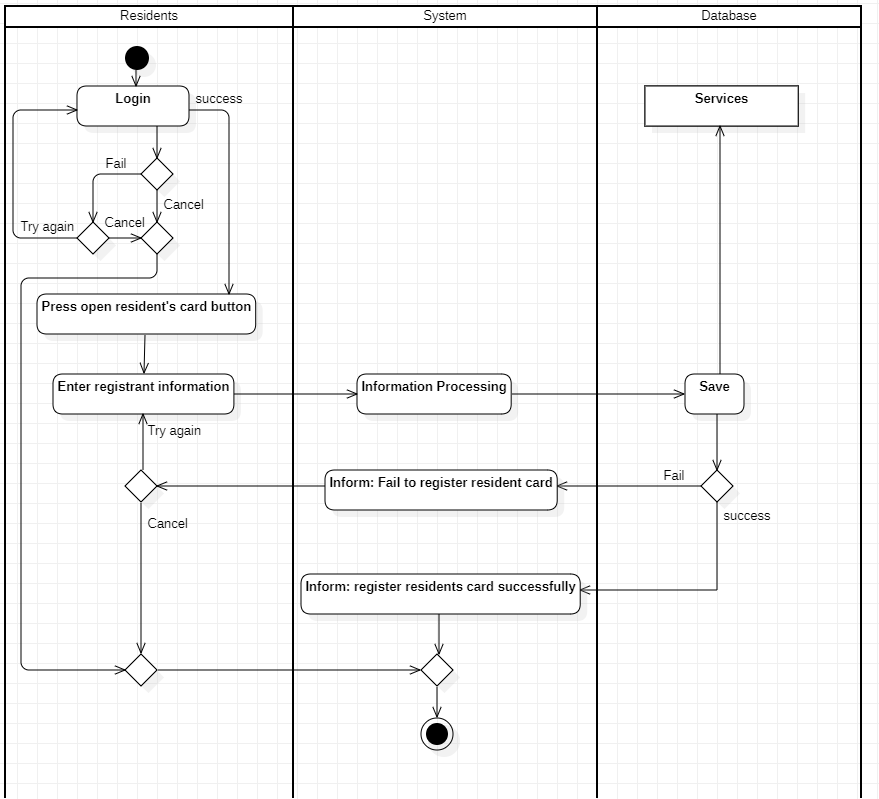 Residents
System
Database
Login
success
Services
Fail
Cancel
Try again
Cancel
Press open resident's card button
Enter registrant information
Information Processing
Save
Try again
Inform: Fail to register resident card
Fail
success
Cancel
Inform: register residents card successfully